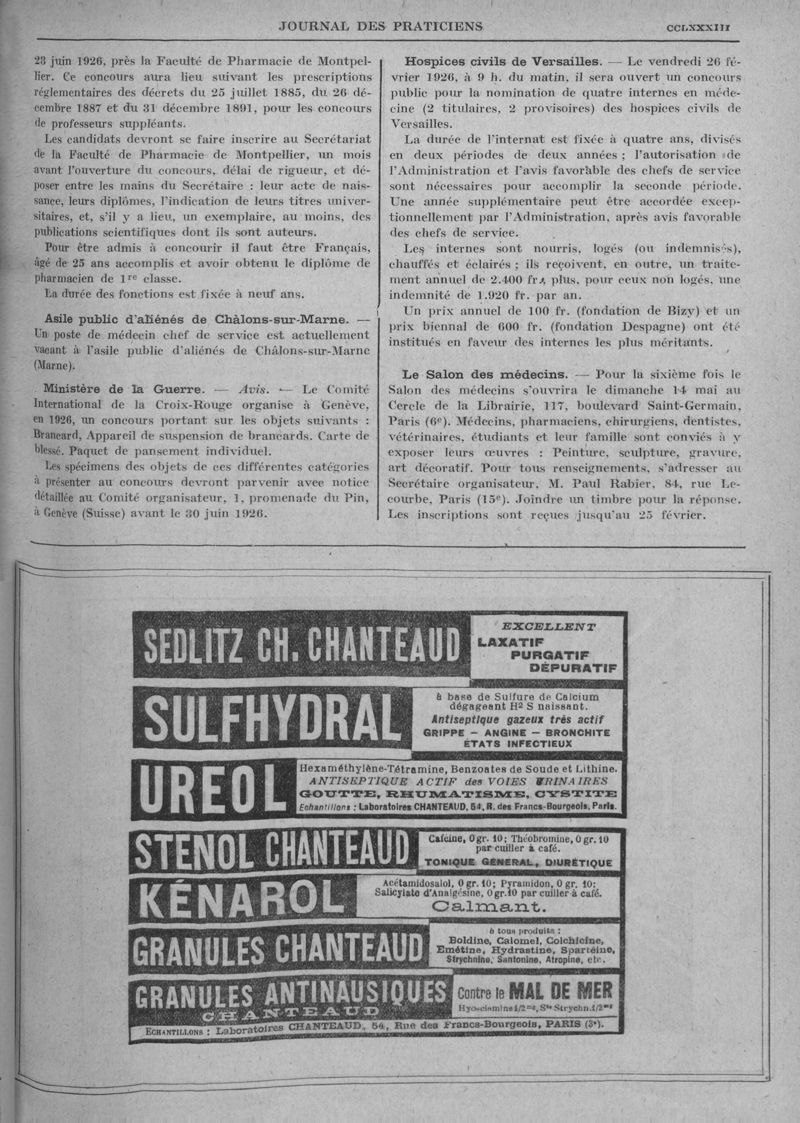 JOURNAL DES PRATICIENS
CCLXXXIII
23 juin 1926, près la Faculté de Pharmacie de Montpel-
lier. Ce concours aura lieu suivant les prescriptions
réglementaires des décrets du 25 juillet 1885, du 26 dé-
cembre 1887 et du 31 décembre 1891, pour les concours
de professeurs suppléants.
Les candidats devront se faire inscrire au Secrétariat
de la Faculté de Pharmacie de Montpellier, un mois
avant l'ouverture du concours, délai de rigueur, et dé-
poser entre les mains du Secrétaire : leur acte de nais-
sance, leurs diplômes, l'indication de leurs titres univer-
sitaires, et, s'il y a lieu, un exemplaire, au moins, des
publications scientifiques dont ils sont auteurs.
Pour être admis à concourir il faut être Français,
âgé de 25 ans accomplis et avoir obtenu le diplôme de
pharmacien de 1re classe.
La durée des fonctions est fixée à neuf ans.
Asile public d'aliénés de Châlons-sur-Marne. —
Un poste de médecin chef de service est actuellement
vacant à l'asile public d'aliénés de Châlons-sur-Marne
(Marne).
Ministère de la Guerre. — Avis. — Le Comité
International de la Croix-Rouge organise à Genève,
en 1926, un concours portant sur les objets suivants :
Brancard, Appareil de suspension de brancards. Carte de
blessé. Paquet de pansement individuel.
Les spécimens des objets de ces différentes catégories
à présenter au concours devront parvenir avec notice
détaillée au Comité organisateur, 1, promenade du Pin,
à Genève (Suisse) avant le 30 juin 1926.
Hospices civils de Versailles. — Le vendredi 26 fé-
vrier 1926, à 9 h. du matin, il sera ouvert un concours
public pour la nomination de quatre internes en méde-
cine (2 titulaires, 2 provisoires) des hospices civils de
Versailles.
La durée de l'internat est fixée à quatre ans, divisés
en deux périodes de deux années ; l'autorisation de
l'Administration et l'avis favorable des chefs de service
sont nécessaires pour accomplir la seconde période.
Une année supplémentaire peut être accordée excep-
tionnellement par l'Administration, après avis favorable
des chefs de service.
Les internes sont nourris, logés (ou indemnisés),
chauffés et éclairés ; ils reçoivent, en outre, un traite-
ment annuel de 2.400 fr., plus, pour ceux non logés, une
indemnité de 1.920 fr. par an.
Un prix annuel de 100 fr. (fondation de Bizy) et un
prix biennal de 600 fr. (fondation Despagne) ont été
institués en faveur des internes les plus méritants.
Le Salon des médecins. — Pour la sixième fois le
Salon des médecins s'ouvrira le dimanche 14 mai au
Cercle de la Librairie, 117, boulevard Saint-Germain,
Paris (6e). Médecins, pharmaciens, chirurgiens, dentistes,
vétérinaires, étudiants et leur famille sont conviés à y
exposer leurs œuvres : Peinture, sculpture, gravure,
art décoratif. Pour tous renseignements, s'adresser au
Secrétaire organisateur, M. Paul Rabier, 84, rue Le-
courbe, Paris (15e). Joindre un timbre pour la réponse.
Les inscriptions sont reçues jusqu'au 25 février.
SEDLITZ CH. CHANTEAUD
EXCELLENT
LAXATIF
PURGATIF
DÉPURATIF
SULFHYDRAL
à base de Sulfure de Calcium
dégageant H2 S naissant.
Antiseptique gazeux très actif
GRIPPE – ANGINE – BRONCHITE
ÉTATS INFECTIEUX
UREOL
Hexaméthylène-Tétramine, Benzoates de Soude et Lithine.
ANTISEPTIQUE ACTIF des VOIES URINAIRES
GOUTTE, RHUMATISME, CYSTITE
Echantillons : Laboratoires CHANTEAUD, 54, R. des Francs-Bourgeois, Paris.
STENOL CHANTEAUD
Caféine, 0 gr. 10; Théobromine, 0 gr. 10
par cuiller à café.
TONIQUE GÉNÉRAL, DIURÉTIQUE
KÉNAROL
Acétamidosalol, 0 gr. 10; Pyramidon, 0 gr. 10;
Salicylate d'Analgésine, 0 gr. 10 par cuiller à café.
Calmant.
GRANULES CHANTEAUD
à tous produits :
Boldine, Calomel, Colchicine,
Emétine, Hydrastine, Spartéine,
Strychnine, Santonine, Atropine, etc.
GRANULES ANTINAUSIQUES
CHANTEAUD
Contre le MAL DE MER
Hyosciamine 1/2 mg, Ste Strychn. 1/2 mg
ECHANTILLONS : Laboratoires CHANTEAUD, 54, Rue des Francs-Bourgeois, PARIS (3e).